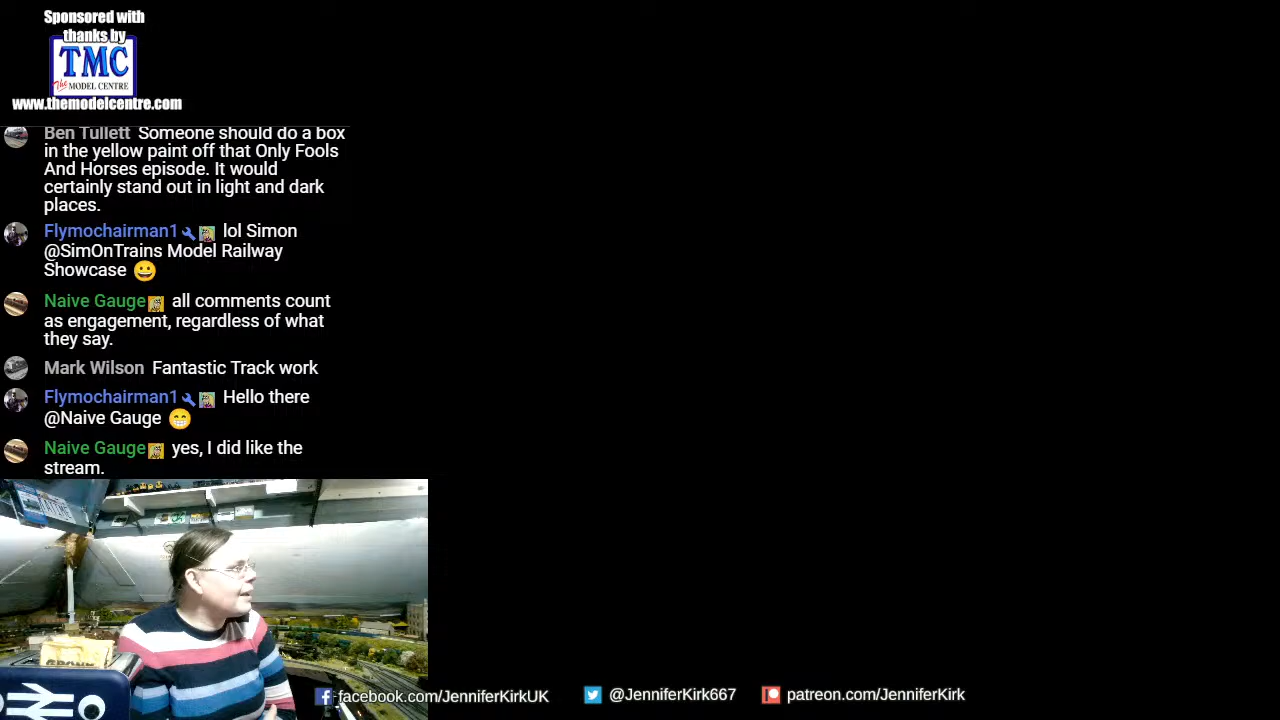 Sponsored with
thanks by
TMC
The MODEL CENTRE
www.themodelcentre.com
Ben Tullett Someone should do a box
in the yellow paint off that Only Fools
And Horses episode. It would
certainly stand out in light and dark
places.
Flymochairman1 lol Simon
@SimOnTrains Model Railway
Showcase 😀
Naive Gauge all comments count
as engagement, regardless of what
they say.
Mark Wilson Fantastic Track work
Flymochairman1 Hello there
@Naive Gauge 😁
Naive Gauge yes, I did like the
stream.
facebook.com/JenniferKirkUK
@JenniferKirk667
patreon.com/JenniferKirk